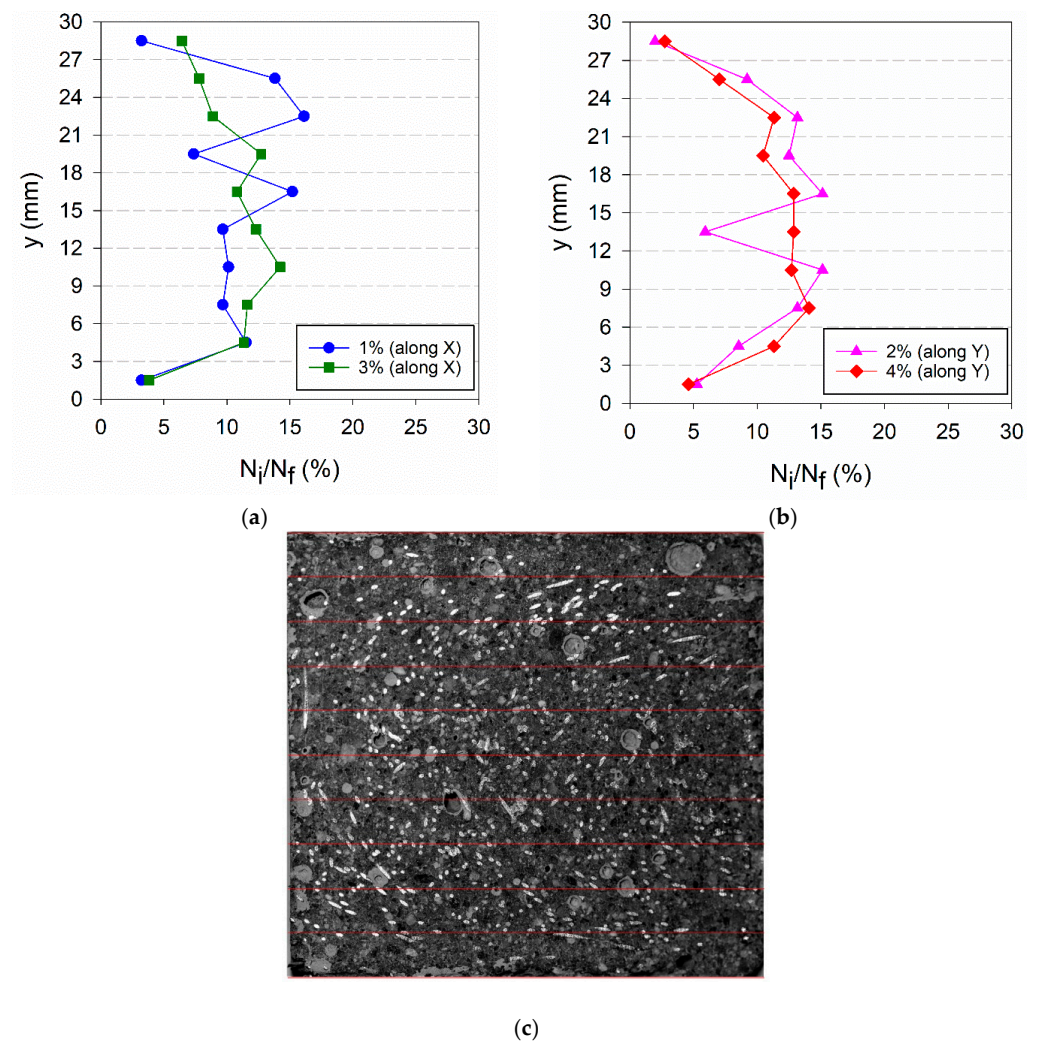 30
27
24
21
18
15
12
9
6
3
0
y (mm)
1% (along X)
3% (along X)
0 5 10 15 20 25 30
Ni/Nf (%)
(a)
30
27
24
21
18
15
12
9
6
3
0
y (mm)
2% (along Y)
4% (along Y)
0 5 10 15 20 25 30
Ni/Nf (%)
(b)
(c)